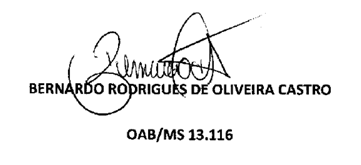 BERNARDO RODRIGUES DE OLIVEIRA CASTRO
OAB/MS 13.116